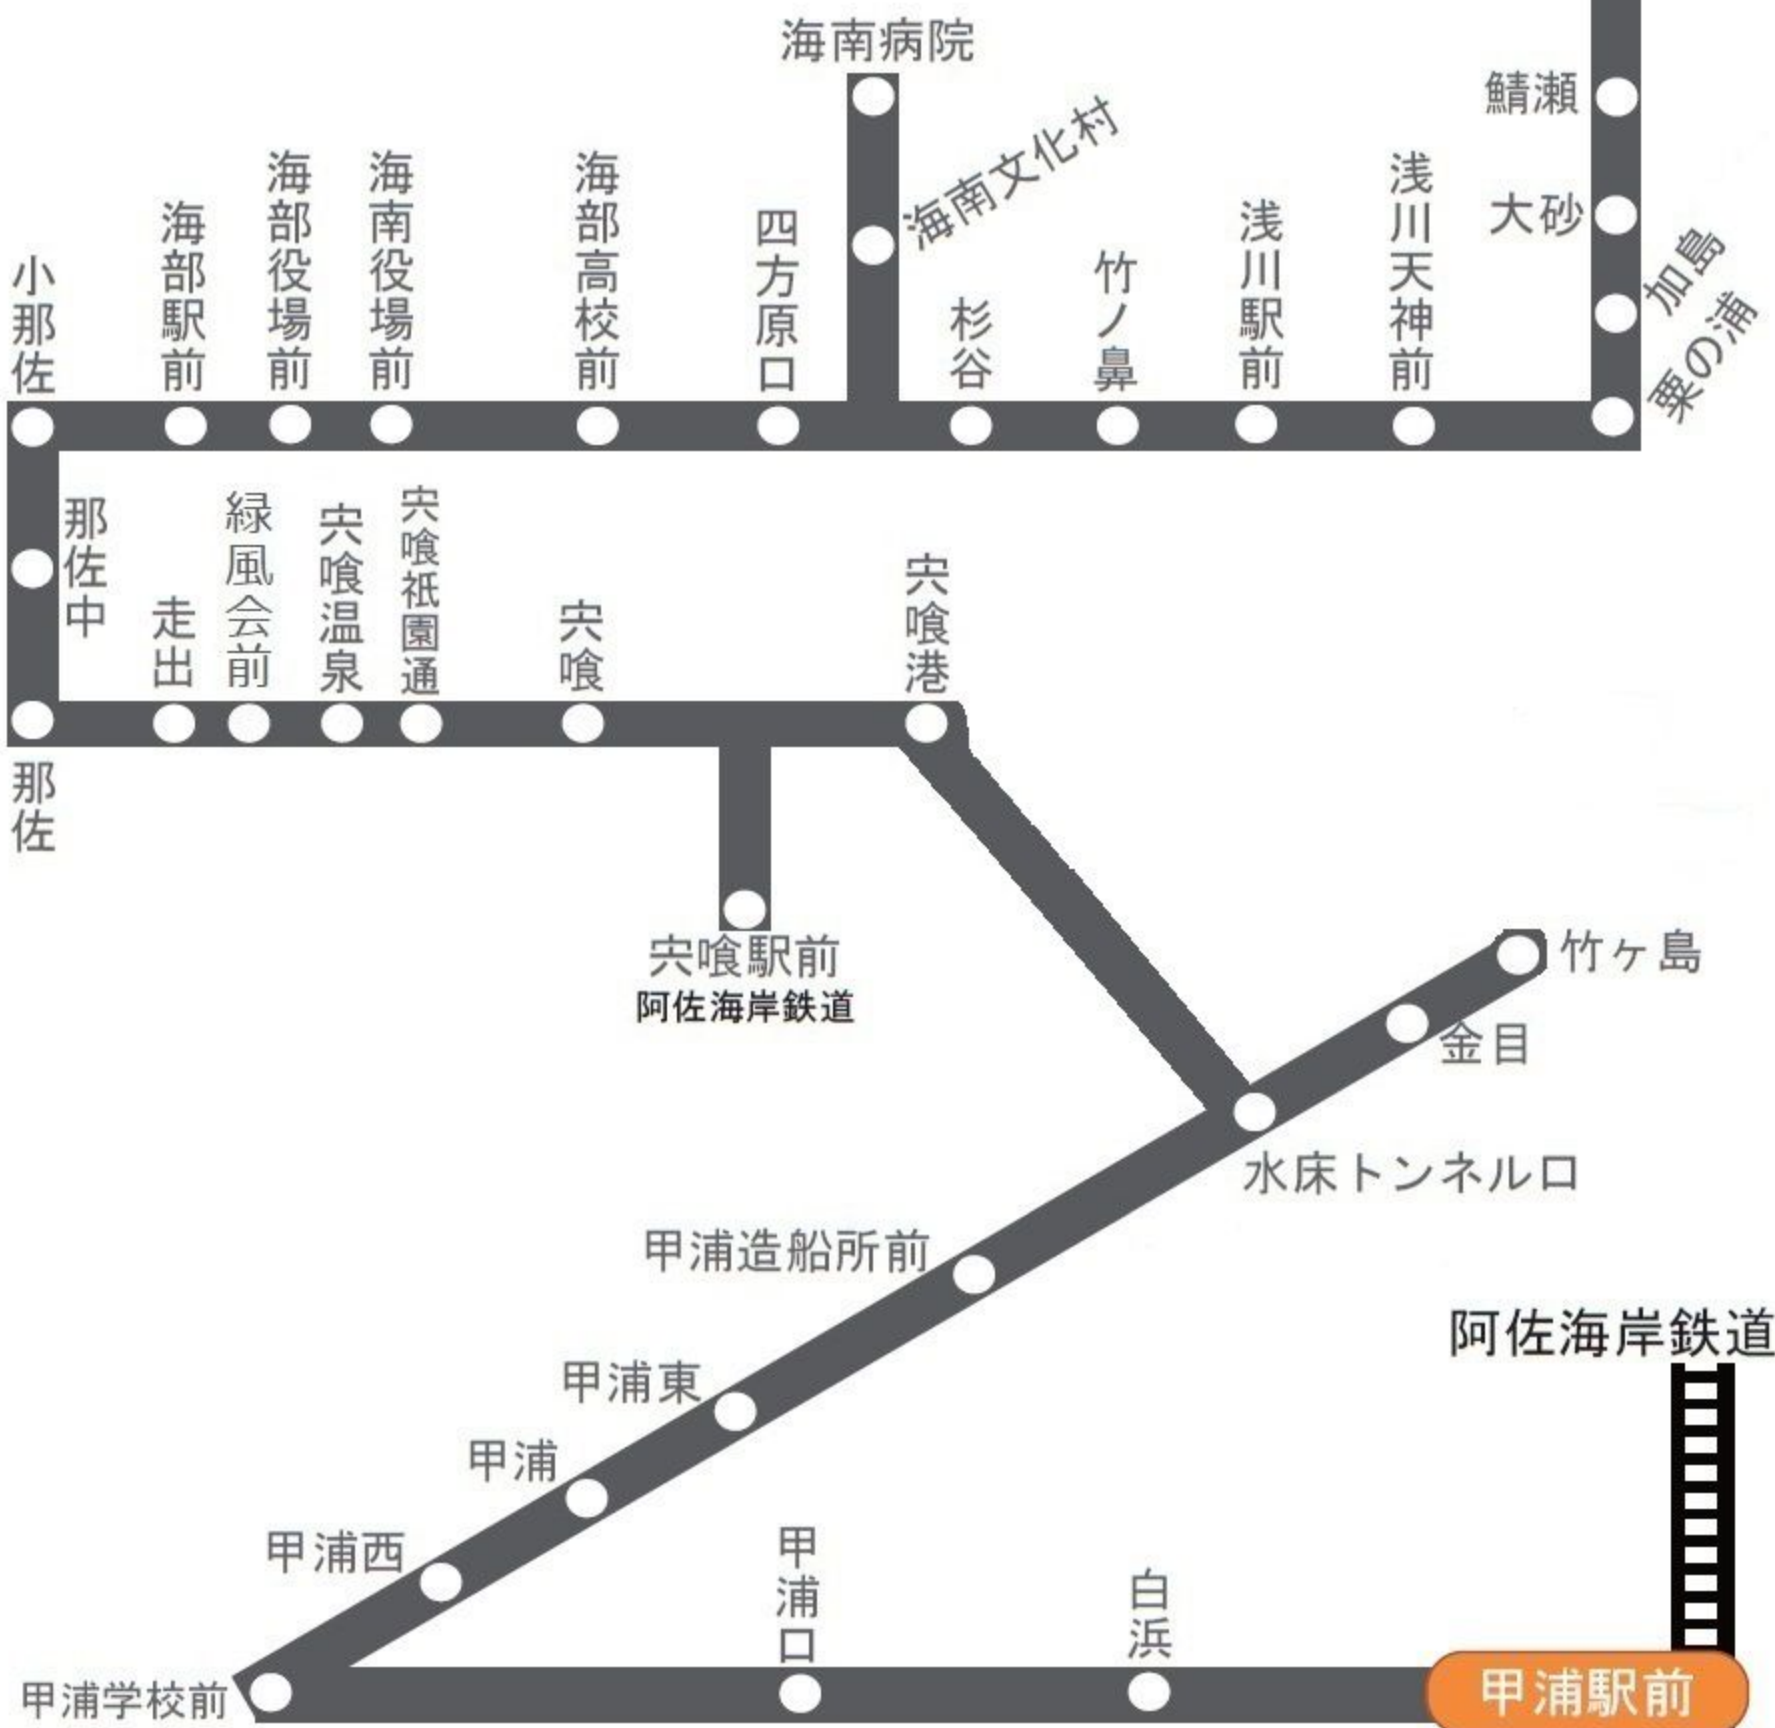 海南病院
鯖瀬
海南文化村
大砂
加島
粟の浦
小那佐
海部駅前
海部役場前
海南役場前
海部高校前
四方原口
杉谷
竹ノ鼻
浅川駅前
浅川天神前
那佐中
那佐
走出
緑風会前
宍喰温泉
宍喰祇園通
宍喰
宍喰港
宍喰駅前
阿佐海岸鉄道
竹ヶ島
金目
水床トンネル口
甲浦造船所前
甲浦東
甲浦
甲浦西
甲浦学校前
甲浦口
白浜
阿佐海岸鉄道
甲浦駅前